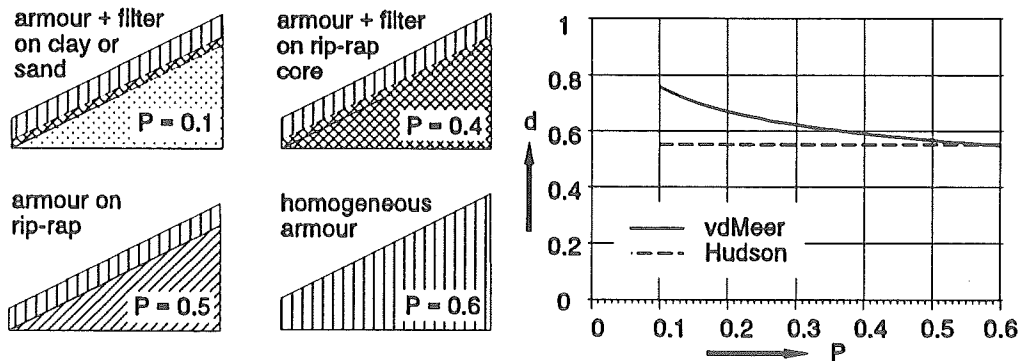 armour + filter
on clay or
sand
P = 0.1
armour + filter
on rip-rap
core
P = 0.4
armour on
rip-rap
P = 0.5
homogeneous
armour
P = 0.6
1
0.8
d
0.6
0.4
0.2
0
vdMeer
Hudson
0 0.1 0.2 0.3 0.4 0.5 0.6
P